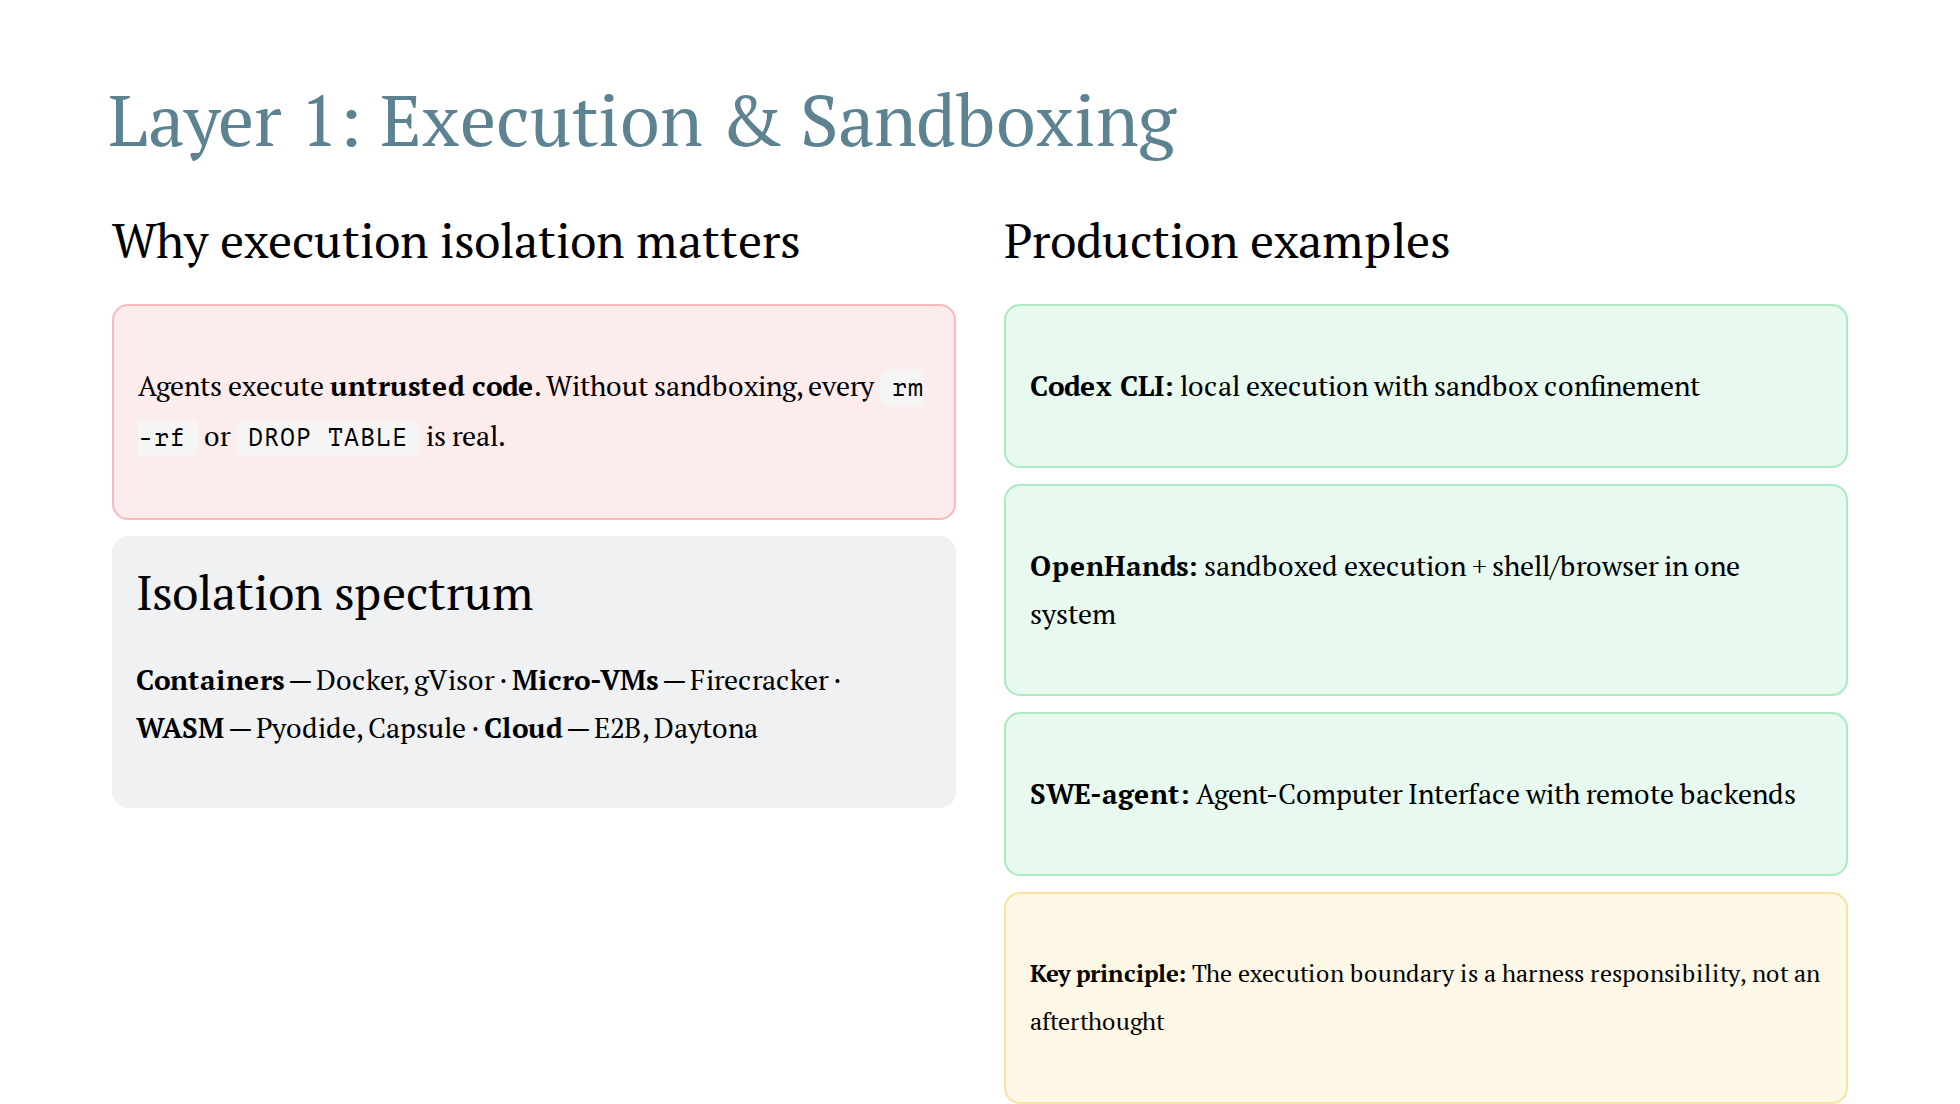 Layer 1: Execution & Sandboxing
Why execution isolation matters
Agents execute untrusted code. Without sandboxing, every rm
-rf or DROP TABLE is real.
Isolation spectrum
Containers — Docker, gVisor · Micro-VMs — Firecracker ·
WASM — Pyodide, Capsule · Cloud — E2B, Daytona
Production examples
Codex CLI: local execution with sandbox confinement
OpenHands: sandboxed execution + shell/browser in one
system
SWE-agent: Agent-Computer Interface with remote backends
Key principle: The execution boundary is a harness responsibility, not an
afterthought